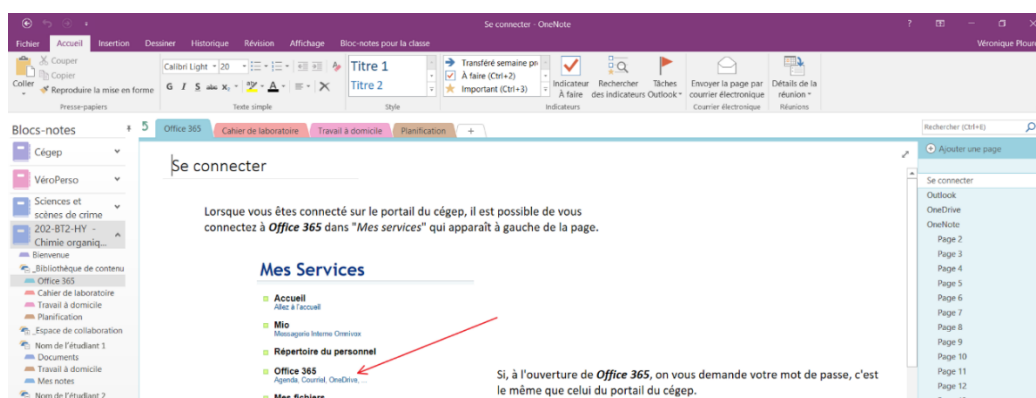 Se connecter - OneNote
Fichier Accueil Insertion Dessiner Historique Révision Affichage Bloc-notes pour la classe
Véronique Plour
Coller
Couper
Copier
Reproduire la mise en forme
Presse-papiers
Calibri Light 20
G I S abc
Texte simple
Titre 1
Titre 2
Style
Transféré semaine pr
À faire (Ctrl+2)
Important (Ctrl+3)
Indicateur À faire
Rechercher des indicateurs
Tâches Outlook
Indicateurs
Envoyer la page par courrier électronique
Courrier électronique
Détails de la réunion
Réunions
Blocs-notes
Cégep
VéroPerso
Sciences et
scènes de crime
202-BT2-HY -
Chimie organiq...
Bienvenue
_Bibliothèque de contenu
Office 365
Cahier de laboratoire
Travail à domicile
Planification
_Espace de collaboration
Nom de l'étudiant 1
Documents
Travail à domicile
Mes notes
Nom de l'étudiant 2
Office 365 Cahier de laboratoire Travail à domicile Planification +
Rechercher (Ctrl+E)
Se connecter
Lorsque vous êtes connecté sur le portail du cégep, il est possible de vous
connectez à Office 365 dans "Mes services" qui apparaît à gauche de la page.
Mes Services
Accueil
Allez à l'accueil
Mio
Messagerie Interne Omnivox
Répertoire du personnel
Office 365
Agenda, Courriel, OneDrive, ...
Mes fichiers
Si, à l'ouverture de Office 365, on vous demande votre mot de passe, c'est
le même que celui du portail du cégep.
Ajouter une page
Se connecter
Outlook
OneDrive
OneNote
Page 2
Page 3
Page 4
Page 5
Page 6
Page 7
Page 8
Page 9
Page 10
Page 11
Page 12